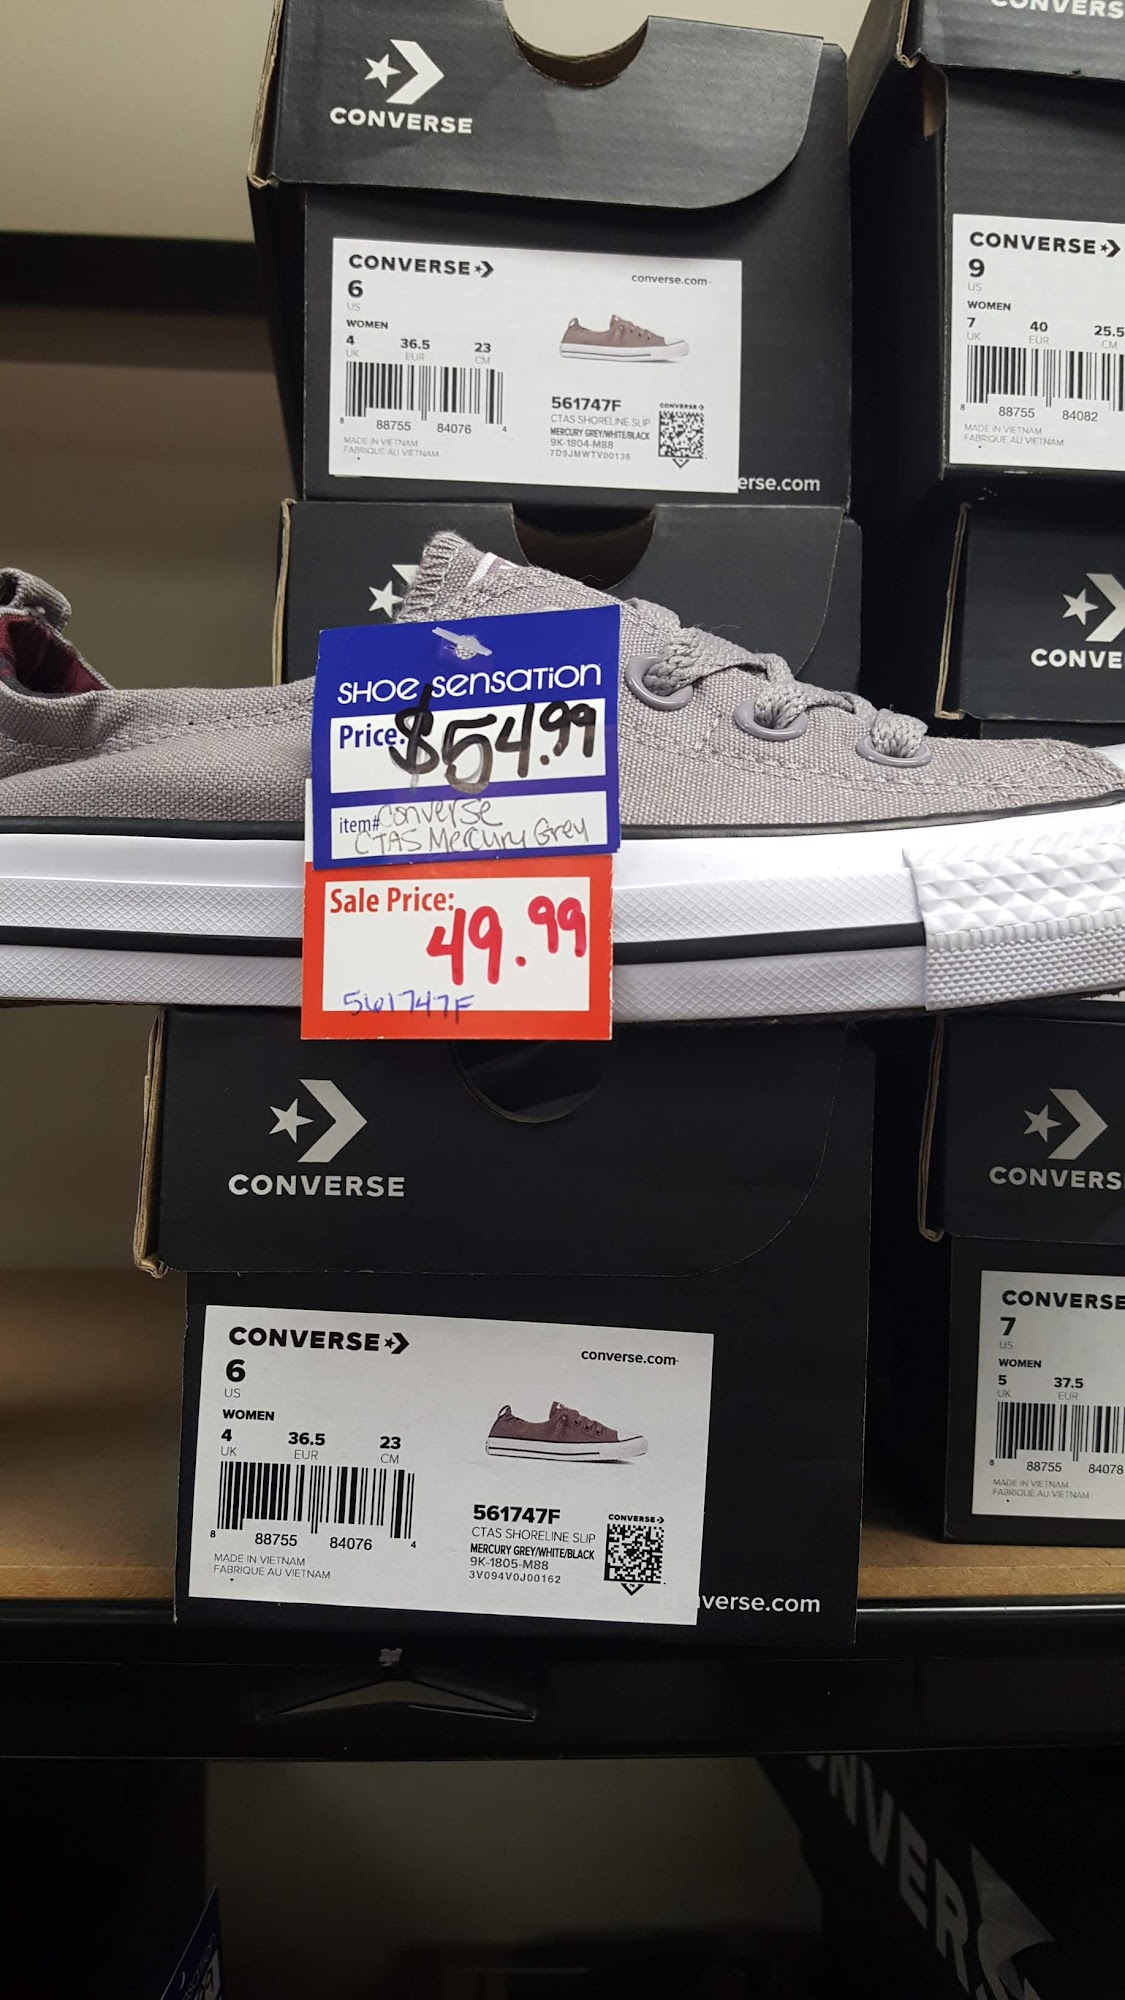 CONVERSE
CONVERSE
6
US
WOMEN
4 36.5 23
UK EUR CM
8 88755 84076 4
MADE IN VIETNAM
FABRIQUE AU VIETNAM
converse.com
561747F
CTAS SHORELINE SLIP
MERCURY GREY/WHITE/BLACK
9K-1804-M88
7D9JMWTV00138
CONVERSE
erse.com
CONVERS
CONVERSE
9
US
WOMEN
7 40 25.5
UK EUR CM
8 88755 84082
MADE IN VIETNAM
FABRIQUE AU VIETNAM
CONVE
SHOE SENSATION
Price: $54.99
item# Converse
CTAS Mercury Grey
Sale Price:
49.99
561747F
CONVERSE
CONVERSE
6
US
WOMEN
4 36.5 23
UK EUR CM
8 88755 84076 4
MADE IN VIETNAM
FABRIQUE AU VIETNAM
converse.com
561747F
CTAS SHORELINE SLIP
MERCURY GREY/WHITE/BLACK
9K-1805-M88
3V094V0J00162
CONVERSE
verse.com
CONVERS
CONVERSE
7
US
WOMEN
5 37.5
UK EUR
8 88755 84078
MADE IN VIETNAM
FABRIQUE AU VIETNAM
NVER